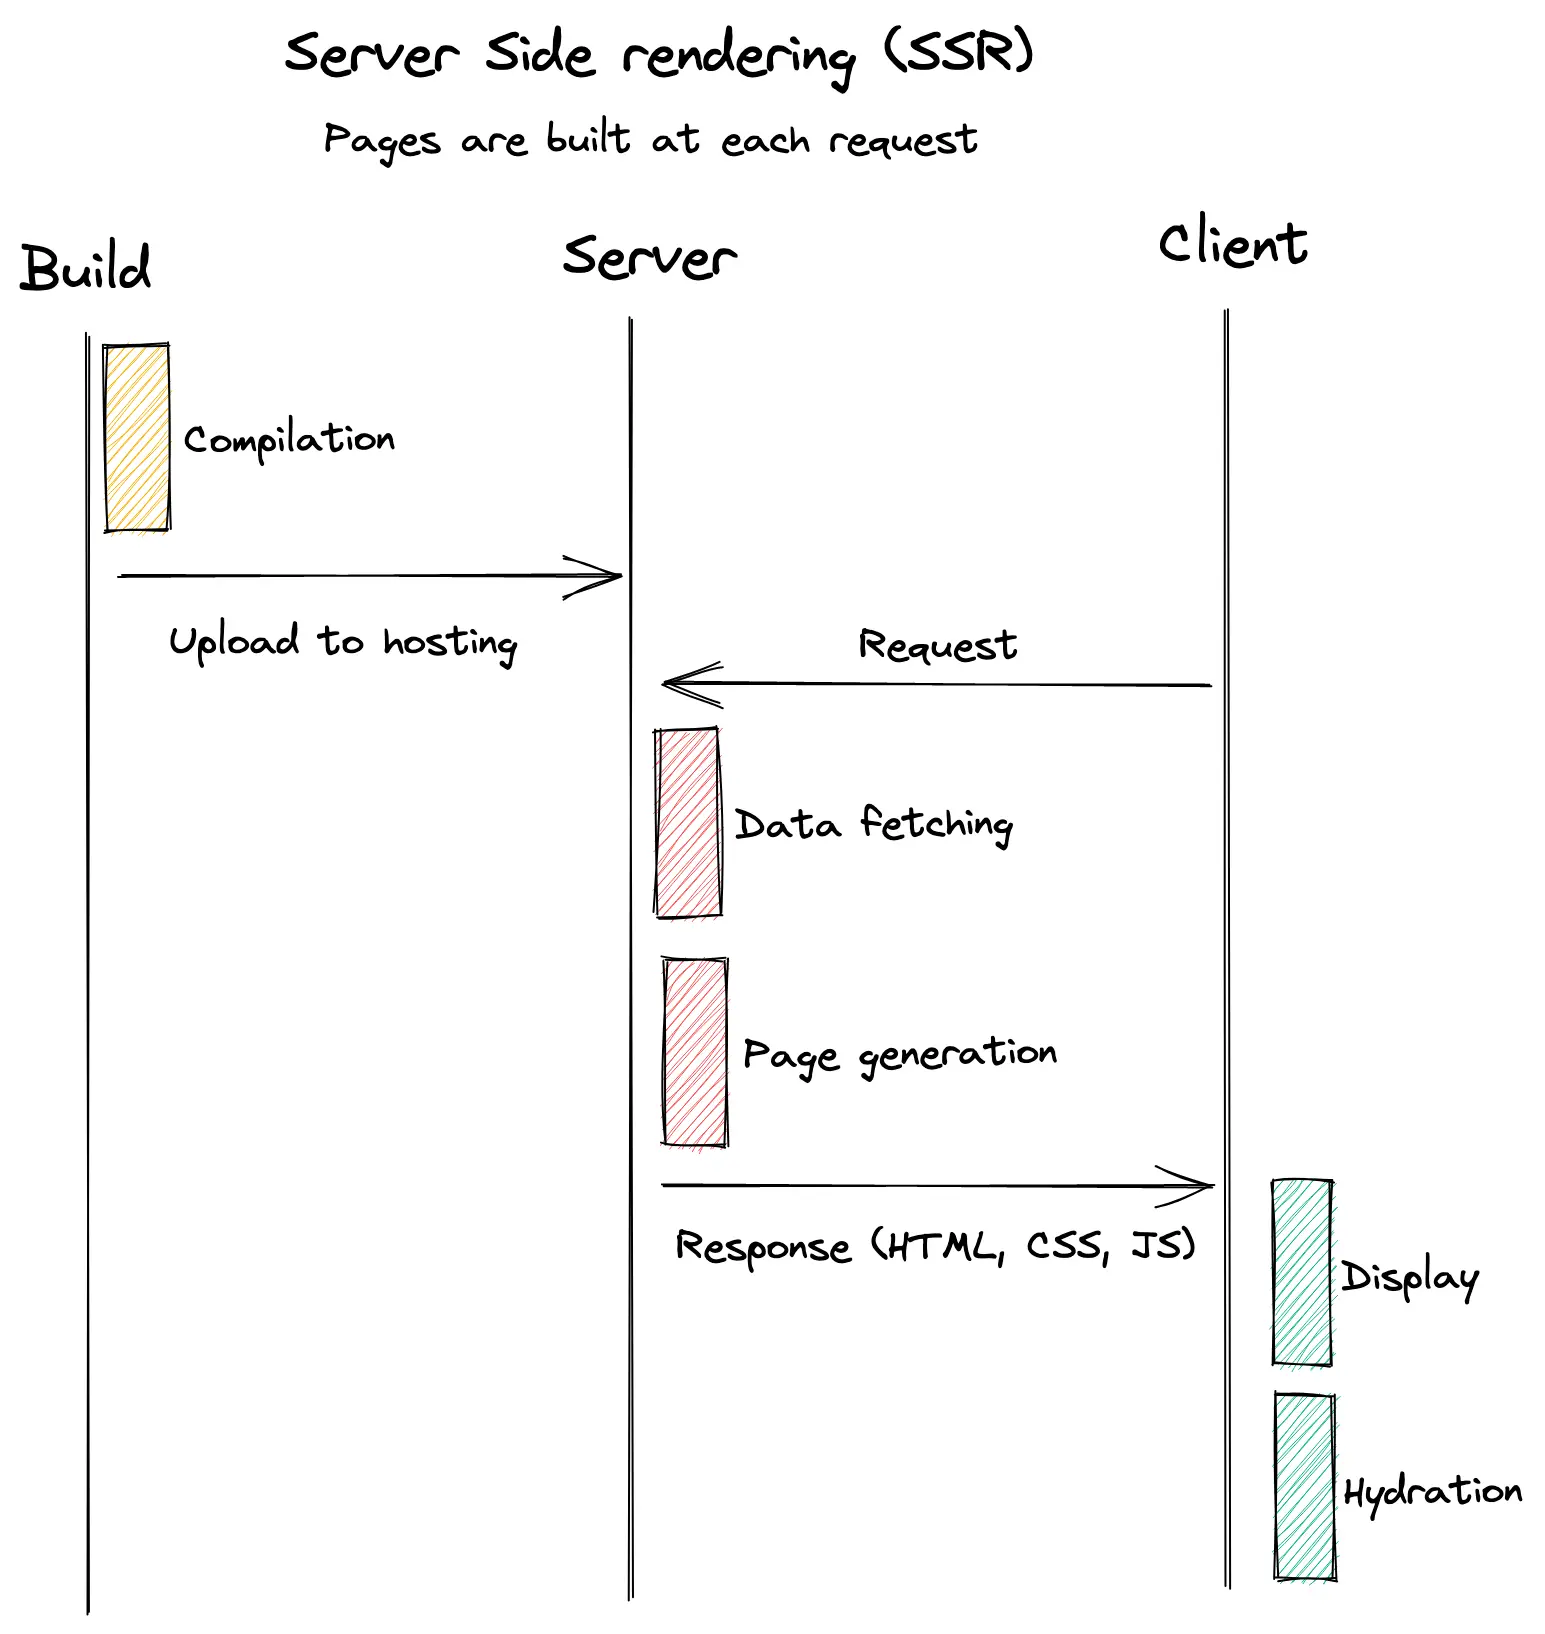 Server Side rendering (SSR)
Pages are built at each request
Build
Server
Client
Compilation
Upload to hosting
Request
Data fetching
Page generation
Response (HTML, CSS, JS)
Display
Hydration